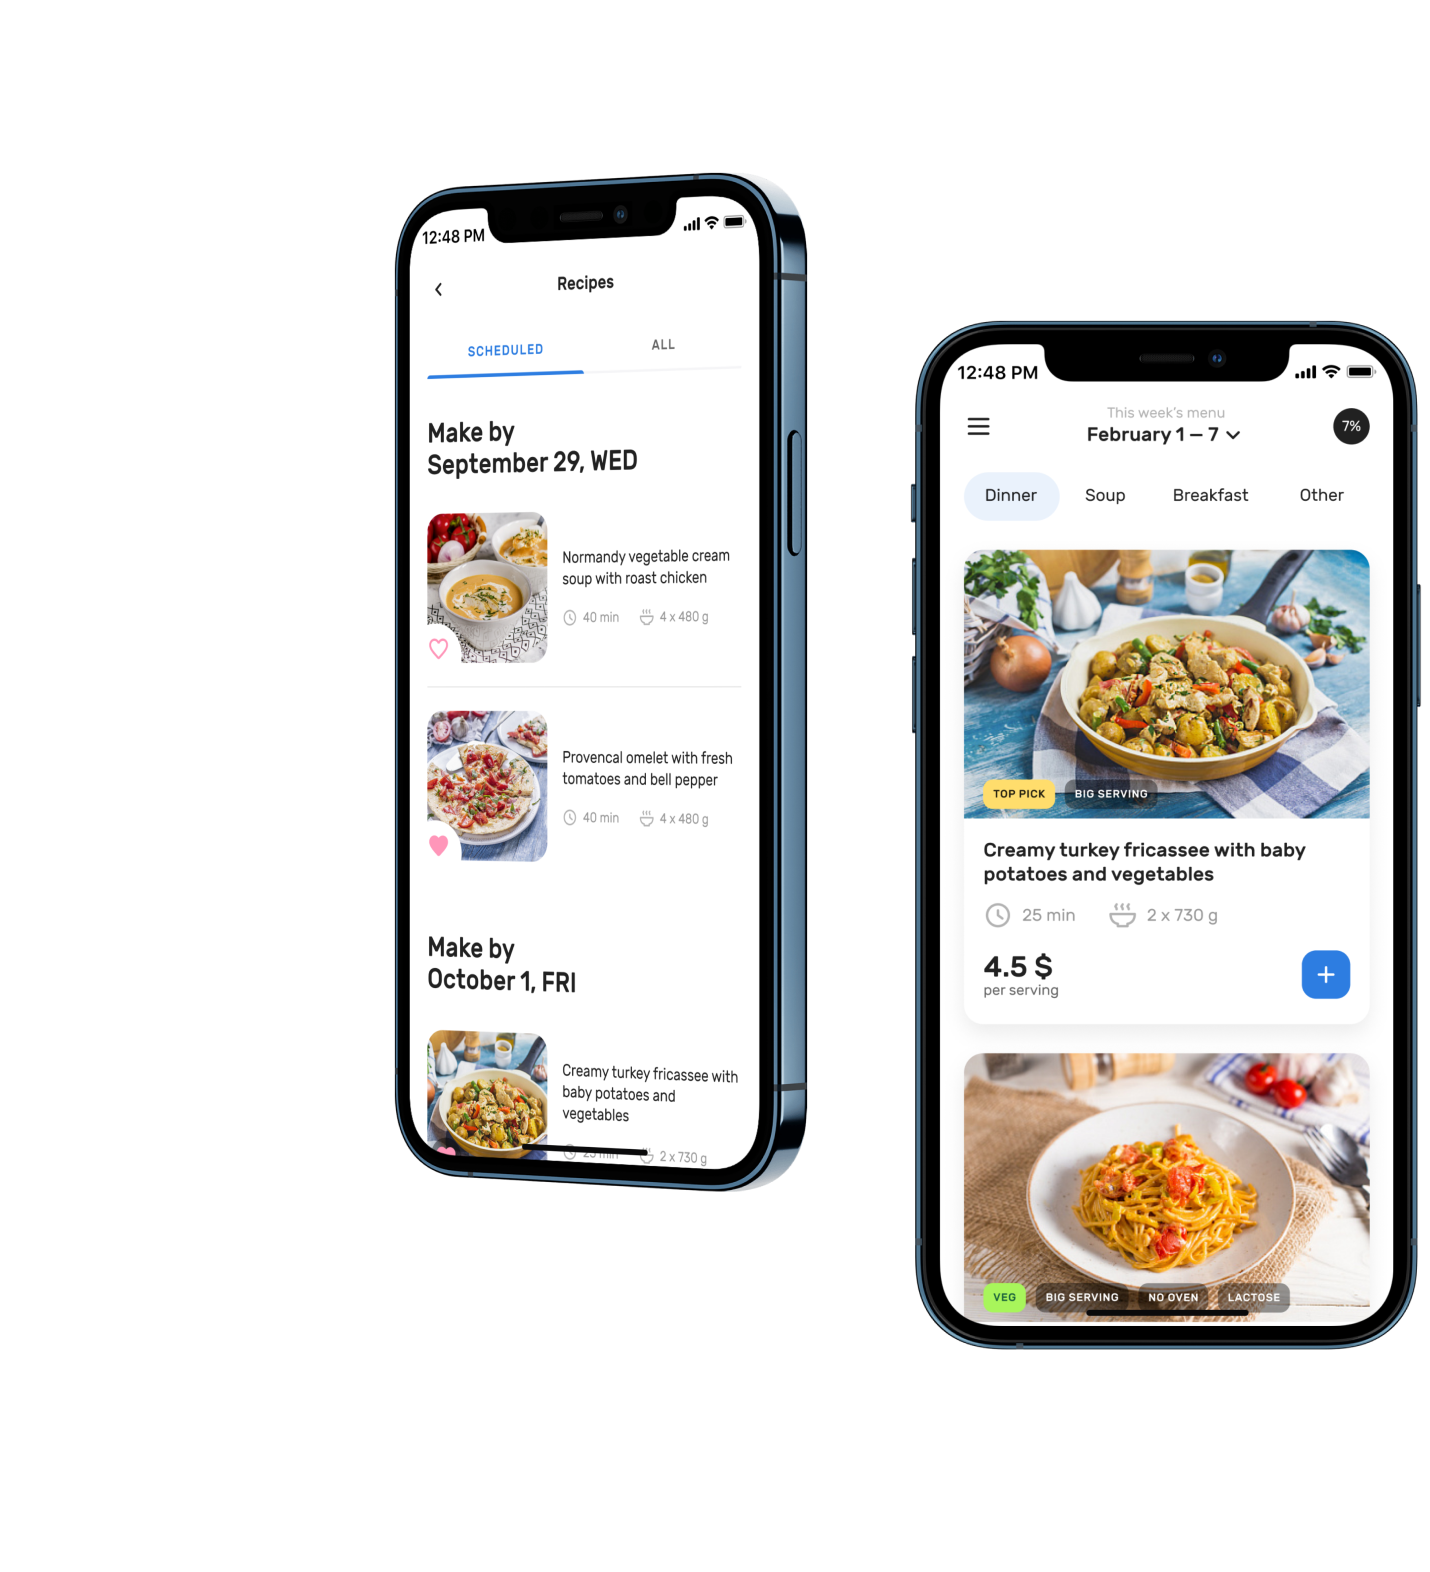 12:48 PM
Recipes
SCHEDULED
ALL
Make by
September 29, WED
Normandy vegetable cream
soup with roast chicken
40 min
4 x 480 g
Provencal omelet with fresh
tomatoes and bell pepper
40 min
4 x 480 g
Make by
October 1, FRI
Creamy turkey fricassee with
baby potatoes and
vegetables
25 min
2 x 730 g
12:48 PM
This week's menu
February 1 – 7
7%
Dinner
Soup
Breakfast
Other
TOP PICK
BIG SERVING
Creamy turkey fricassee with baby
potatoes and vegetables
25 min
2 x 730 g
4.5 $
per serving
VEG
BIG SERVING
NO OVEN
LACTOSE